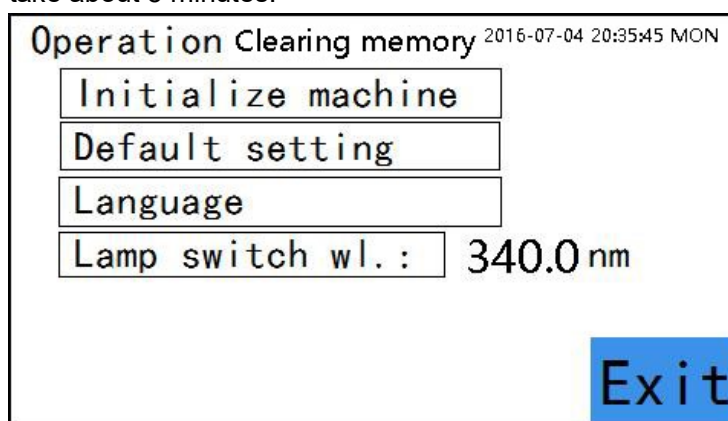 Operation Clearing memory 2016-07-04 20:35:45 MON
Initialize machine
Default setting
Language
Lamp switch wl.: 340.0 nm
Exit